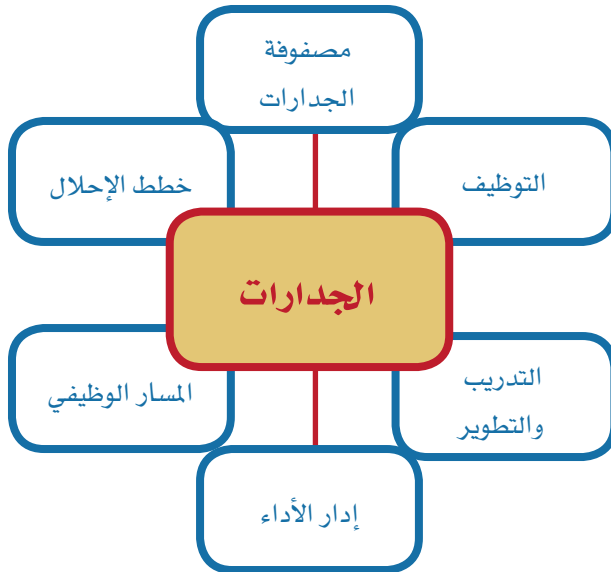 مصفوفة
الجدارات
التوظيف
خطط الإحلال
الجدارات
التدريب
والتطوير
المسار الوظيفي
إدار الأداء